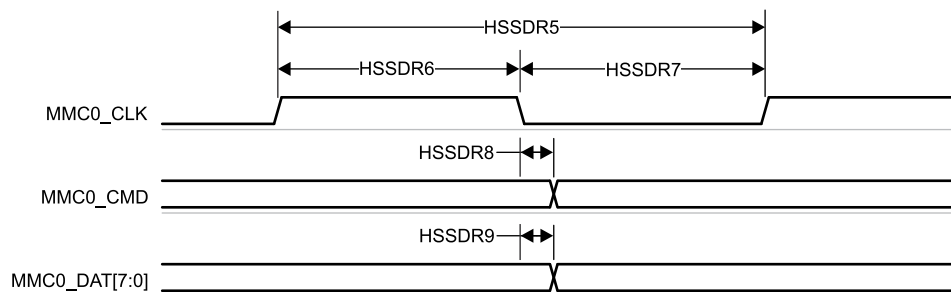 HSSDR5
HSSDR6 HSSDR7
MMC0_CLK
HSSDR8
MMC0_CMD
HSSDR9
MMC0_DAT[7:0]